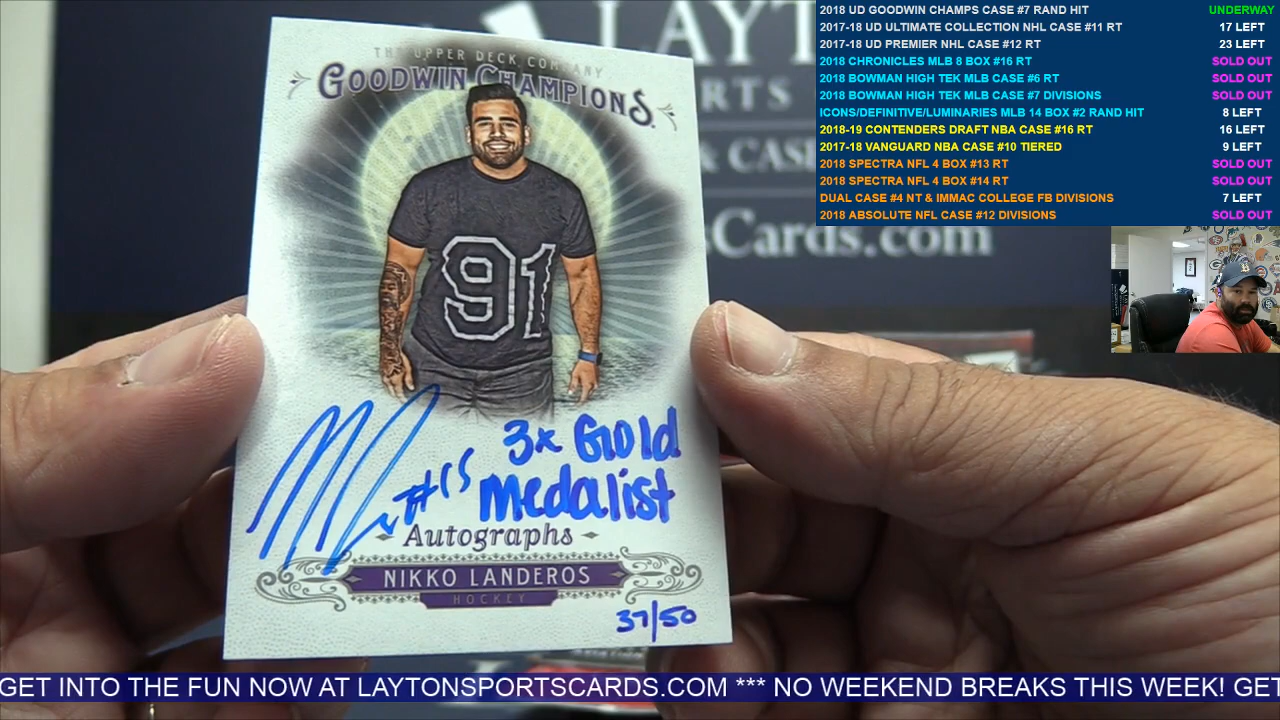 THE UPPER DECK COMPANY
GOODWIN CHAMPIONS.
91
3x Gold
#15 Medalist
Autographs
NIKKO LANDEROS
HOCKEY
37/50
LAYT
RTS
& CASE
sCards.com
2018 UD GOODWIN CHAMPS CASE #7 RAND HIT UNDERWAY
2017-18 UD ULTIMATE COLLECTION NHL CASE #11 RT 17 LEFT
2017-18 UD PREMIER NHL CASE #12 RT 23 LEFT
2018 CHRONICLES MLB 8 BOX #16 RT SOLD OUT
2018 BOWMAN HIGH TEK MLB CASE #6 RT SOLD OUT
2018 BOWMAN HIGH TEK MLB CASE #7 DIVISIONS SOLD OUT
ICONS/DEFINITIVE/LUMINARIES MLB 14 BOX #2 RAND HIT 8 LEFT
2018-19 CONTENDERS DRAFT NBA CASE #16 RT 16 LEFT
2017-18 VANGUARD NBA CASE #10 TIERED 9 LEFT
2018 SPECTRA NFL 4 BOX #13 RT SOLD OUT
2018 SPECTRA NFL 4 BOX #14 RT SOLD OUT
DUAL CASE #4 NT & IMMAC COLLEGE FB DIVISIONS 7 LEFT
2018 ABSOLUTE NFL CASE #12 DIVISIONS SOLD OUT
GET INTO THE FUN NOW AT LAYTONSPORTSCARDS.COM *** NO WEEKEND BREAKS THIS WEEK! GET